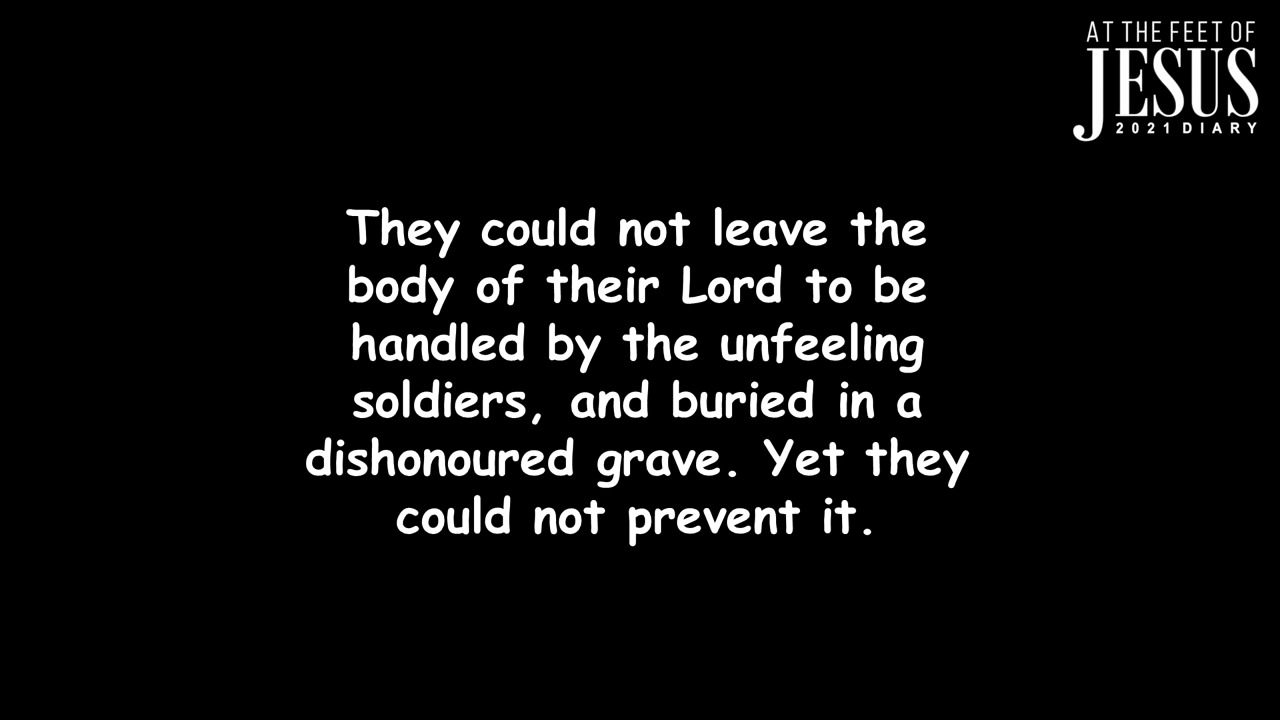 AT THE FEET OF
JESUS
2021 DIARY
They could not leave the
body of their Lord to be
handled by the unfeeling
soldiers, and buried in a
dishonoured grave. Yet they
could not prevent it.